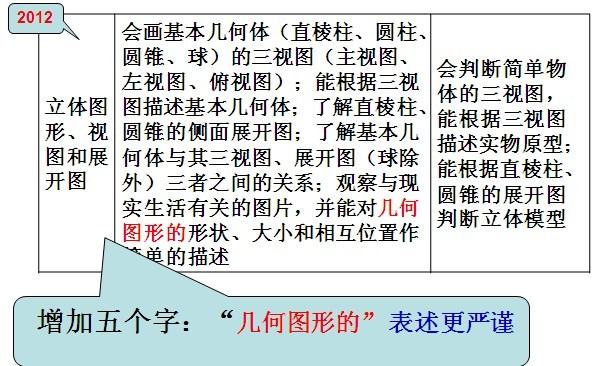 2012
立体图
形、视
图和展
开图
会画基本几何体（直棱柱、圆柱、
圆锥、球）的三视图（主视图、
左视图、俯视图）；能根据三视
图描述基本几何体；了解直棱柱、
圆锥的侧面展开图；了解基本几
何体与其三视图、展开图（球除
外）三者之间的关系；观察与现
实生活有关的图片，并能对几何
图形的形状、大小和相互位置作
简单的描述
会判断简单物
体的三视图，
能根据三视图
描述实物原型；
能根据直棱柱、
圆锥的展开图
判断立体模型
增加五个字：“几何图形的”表述更严谨